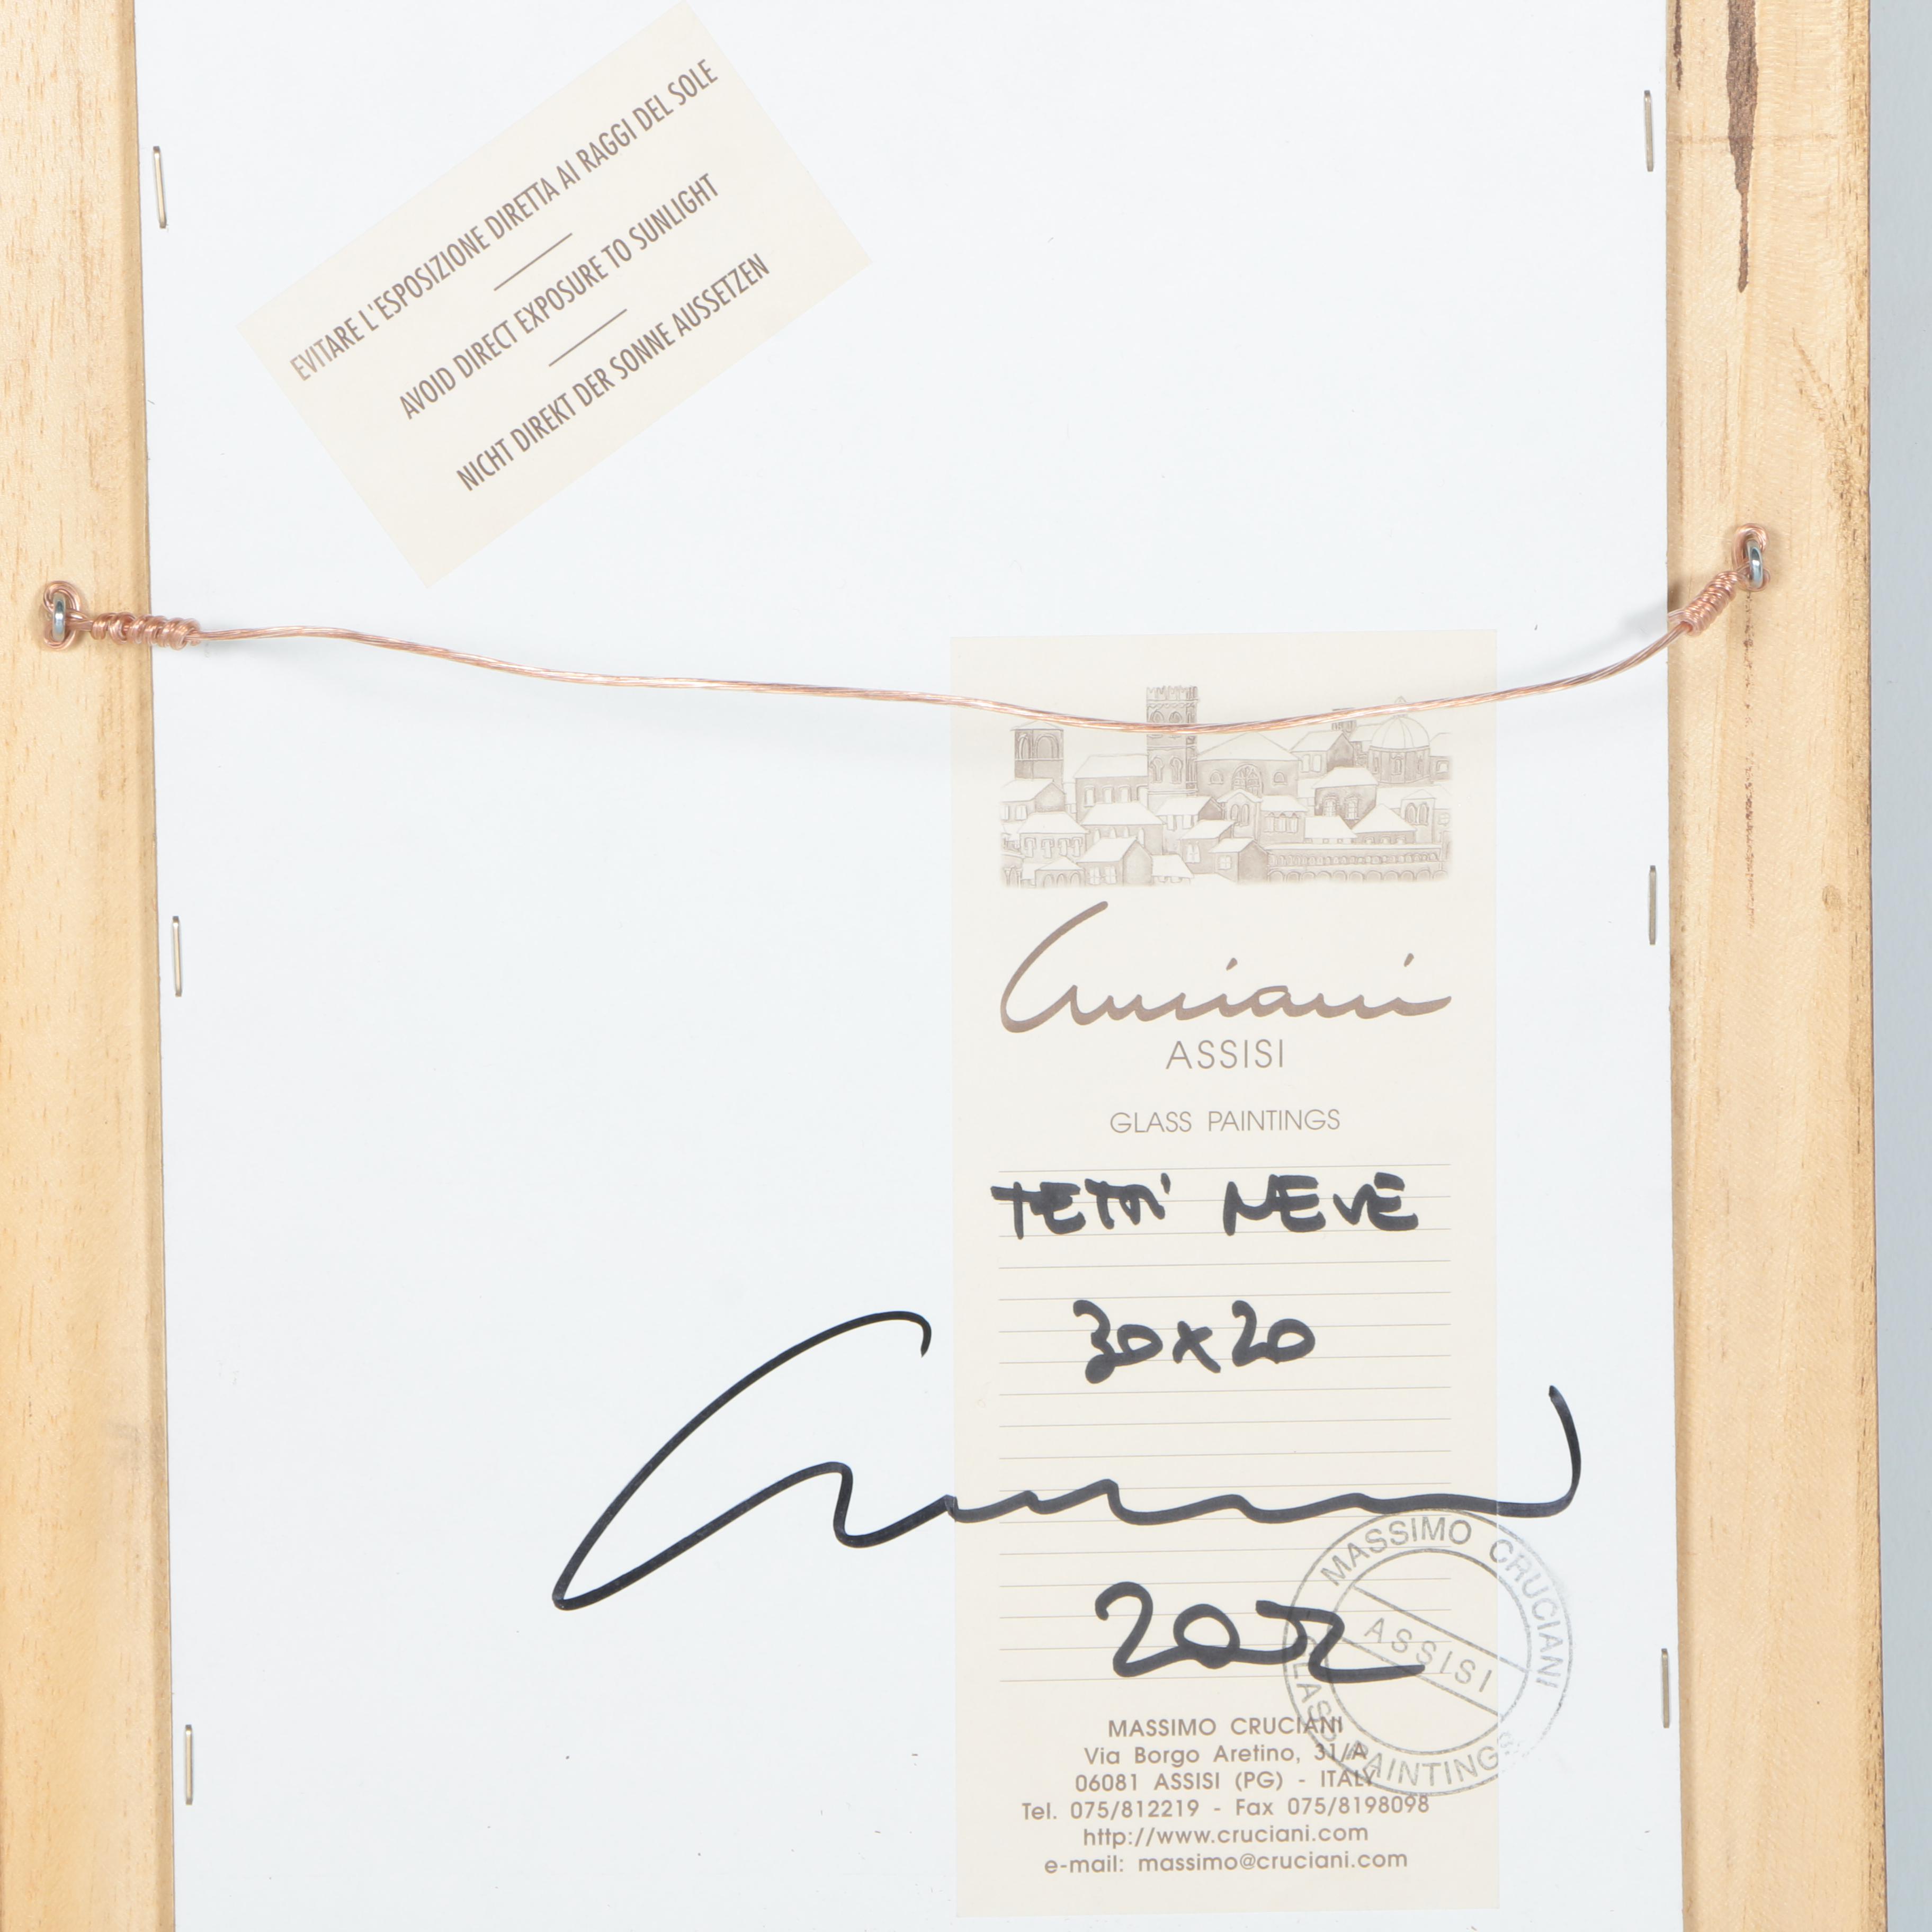 EVITARE L'ESPOSIZIONE DIRETTA AI RAGGI DEL SOLE
AVOID DIRECT EXPOSURE TO SUNLIGHT
NICHT DIREKT DER SONNE AUSSETZEN
Cruciani
ASSISI
GLASS PAINTINGS
TETTI NEVE
30x20
MASSIMO CRUCIANI
ASSISI
GLASS PAINTINGS
MASSIMO CRUCIANI
Via Borgo Aretino, 31/A
06081 ASSISI (PG) - ITALY
Tel. 075/812219 - Fax 075/8198098
http://www.cruciani.com
e-mail: massimo@cruciani.com